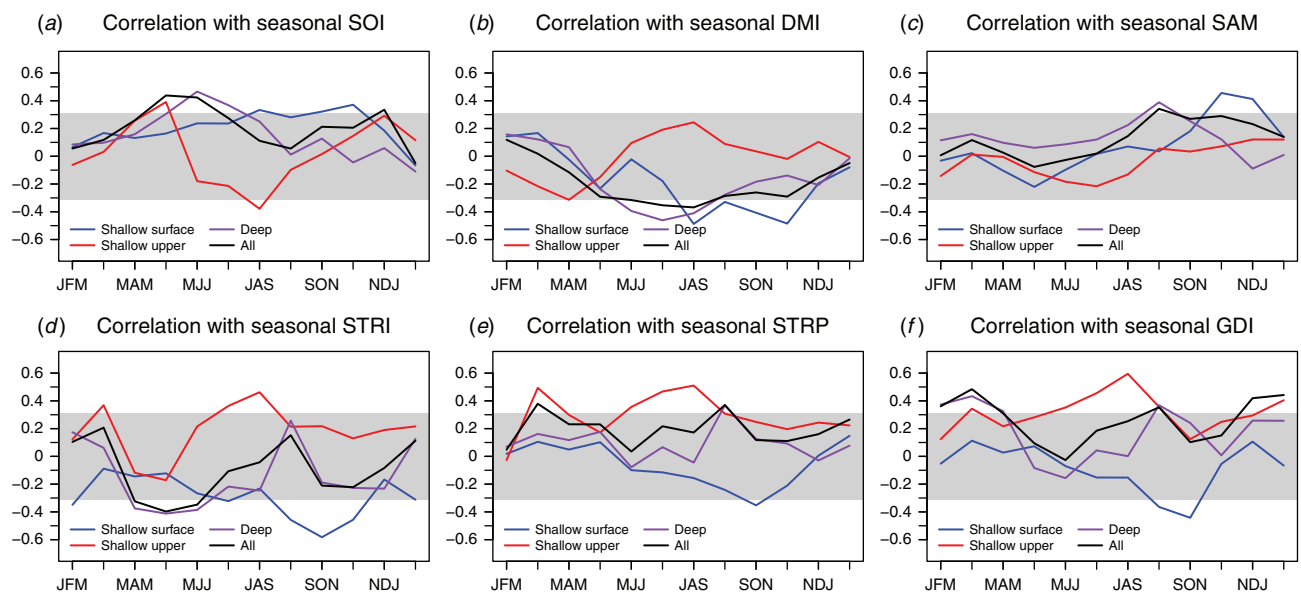 (a) Correlation with seasonal SOI
0.6
0.4
0.2
0
−0.2
−0.4
−0.6
Shallow surface Deep
Shallow upper All
JFM MAM MJJ JAS SON NDJ
(b) Correlation with seasonal DMI
0.6
0.4
0.2
0
−0.2
−0.4
−0.6
Shallow surface Deep
Shallow upper All
JFM MAM MJJ JAS SON NDJ
(c) Correlation with seasonal SAM
0.6
0.4
0.2
0
−0.2
−0.4
−0.6
Shallow surface Deep
Shallow upper All
JFM MAM MJJ JAS SON NDJ
(d) Correlation with seasonal STRI
0.6
0.4
0.2
0
−0.2
−0.4
−0.6
Shallow surface Deep
Shallow upper All
JFM MAM MJJ JAS SON NDJ
(e) Correlation with seasonal STRP
0.6
0.4
0.2
0
−0.2
−0.4
−0.6
Shallow surface Deep
Shallow upper All
JFM MAM MJJ JAS SON NDJ
(f) Correlation with seasonal GDI
0.6
0.4
0.2
0
−0.2
−0.4
−0.6
Shallow surface Deep
Shallow upper All
JFM MAM MJJ JAS SON NDJ